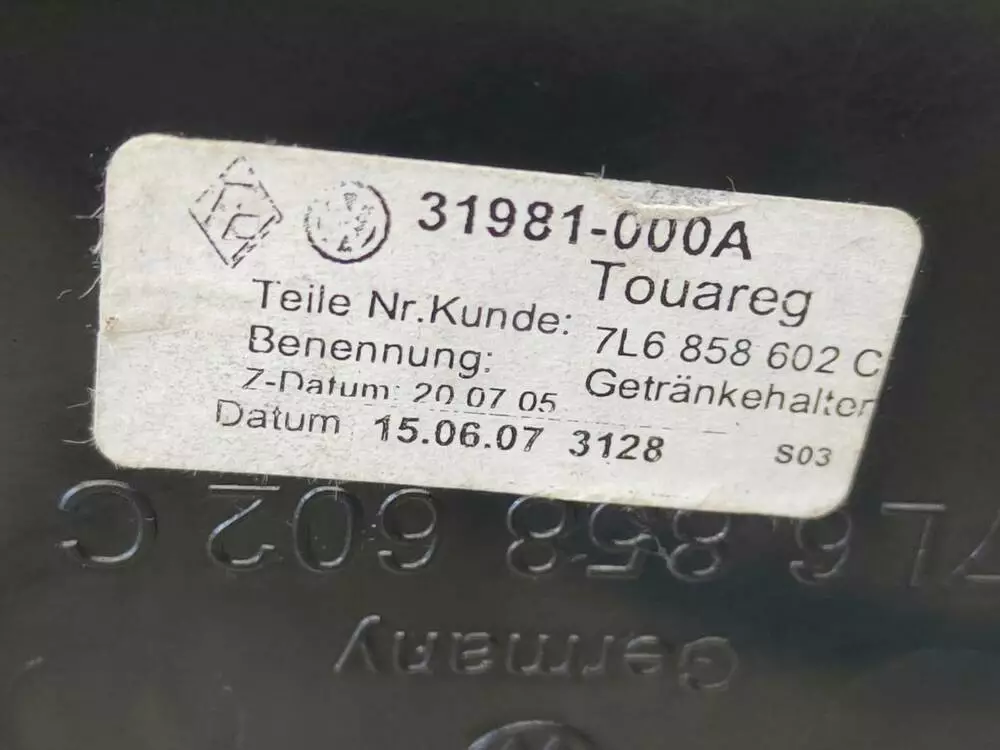 31981-000A
Touareg
Teile Nr.Kunde: 7L6 858 602 C
Benennung: Getränkehalter
Z-Datum: 20 07 05
Datum 15.06.07 3128 S03
7L6 858 602 C
Germany